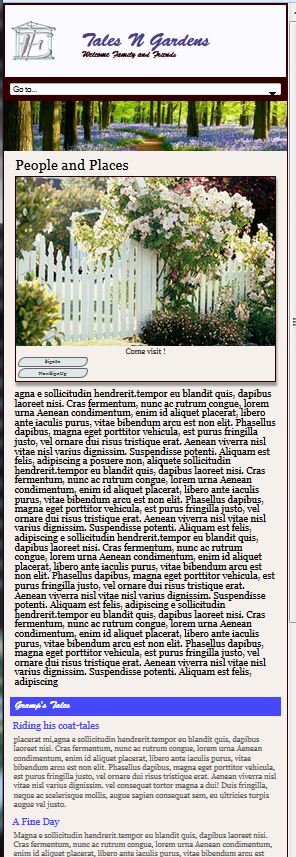 Tales N Gardens
Welcome Family and Friends
Go to...
People and Places
Come visit !
Sign In
New Sign Up
agna e sollicitudin hendrerit.tempor eu blandit quis, dapibus
laoreet nisi. Cras fermentum, nunc ac rutrum congue, lorem
urna Aenean condimentum, enim id aliquet placerat, libero
ante iaculis purus, vitae bibendum arcu est non elit. Phasellus
dapibus, magna eget porttitor vehicula, est purus fringilla
justo, vel ornare dui risus tristique erat. Aenean viverra nisl
vitae nisl varius dignissim. Suspendisse potenti. Aliquam est
felis, adipiscing a posuere non, aliquete sollicitudin
hendrerit.tempor eu blandit quis, dapibus laoreet nisi. Cras
fermentum, nunc ac rutrum congue, lorem urna Aenean
condimentum, enim id aliquet placerat, libero ante iaculis
purus, vitae bibendum arcu est non elit. Phasellus dapibus,
magna eget porttitor vehicula, est purus fringilla justo, vel
ornare dui risus tristique erat. Aenean viverra nisl vitae nisl
varius dignissim. Suspendisse potenti. Aliquam est felis,
adipiscing e sollicitudin hendrerit.tempor eu blandit quis,
dapibus laoreet nisi. Cras fermentum, nunc ac rutrum
congue, lorem urna Aenean condimentum, enim id aliquet
placerat, libero ante iaculis purus, vitae bibendum arcu est
non elit. Phasellus dapibus, magna eget porttitor vehicula, est
purus fringilla justo, vel ornare dui risus tristique erat.
Aenean viverra nisl vitae nisl varius dignissim. Suspendisse
potenti. Aliquam est felis, adipiscing e sollicitudin
hendrerit.tempor eu blandit quis, dapibus laoreet nisi. Cras
fermentum, nunc ac rutrum congue, lorem urna Aenean
condimentum, enim id aliquet placerat, libero ante iaculis
purus, vitae bibendum arcu est non elit. Phasellus dapibus,
magna eget porttitor vehicula, est purus fringilla justo, vel
ornare dui risus tristique erat. Aenean viverra nisl vitae nisl
varius dignissim. Suspendisse potenti. Aliquam est felis,
adipiscing
Gramp's Tales
Riding his coat-tales
placerat mi,agna e sollicitudin hendrerit.tempor eu blandit quis, dapibus
laoreet nisi. Cras fermentum, nunc ac rutrum congue, lorem urna Aenean
condimentum, enim id aliquet placerat, libero ante iaculis purus, vitae
bibendum arcu est non elit. Phasellus dapibus, magna eget porttitor vehicula,
est purus fringilla justo, vel ornare dui risus tristique erat. Aenean viverra nisl
vitae nisl varius dignissim. vel consequat tortor magna a dui! Duis fringilla,
neque ac scelerisque mollis, augue sapien consequat sem, eu ultricies turpis
augue vel justo.
A Fine Day
Magna e sollicitudin hendrerit.tempor eu blandit quis, dapibus
laoreet nisi. Cras fermentum, nunc ac rutrum congue, lorem urna Aenean
condimentum, enim id aliquet placerat, libero ante iaculis purus, vitae